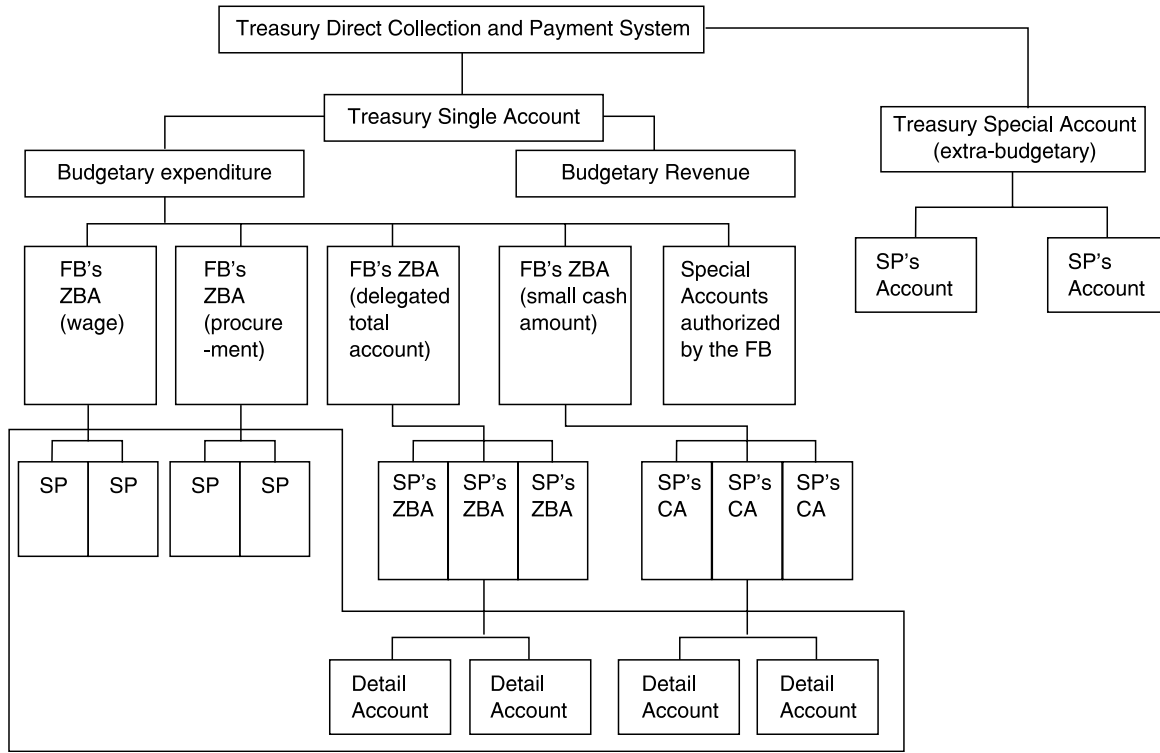 Treasury Direct Collection and Payment System
Treasury Single Account
Treasury Special Account
(extra-budgetary)
Budgetary expenditure
Budgetary Revenue
FB's
ZBA
(wage)
FB's
ZBA
(procure
-ment)
FB's ZBA
(delegated
total
account)
FB's ZBA
(small cash
amount)
Special
Accounts
authorized
by the FB
SP's
Account
SP's
Account
SP
SP
SP
SP
SP's
ZBA
SP's
ZBA
SP's
ZBA
SP's
CA
SP's
CA
SP's
CA
Detail
Account
Detail
Account
Detail
Account
Detail
Account